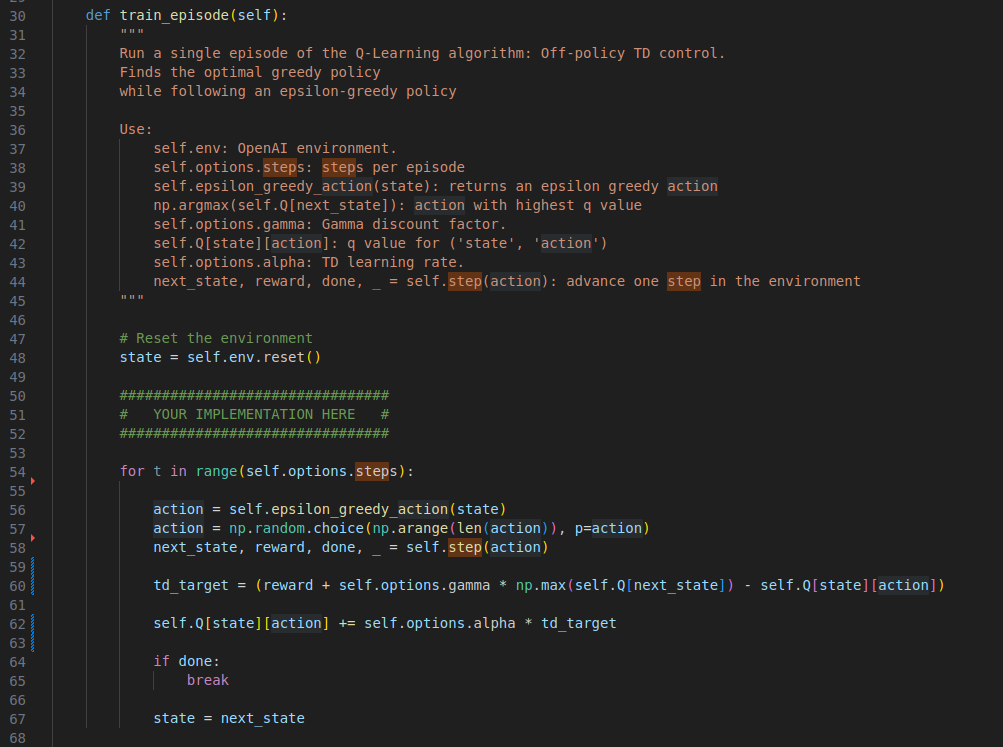 30 def train_episode(self):
31 """
32 Run a single episode of the Q-Learning algorithm: Off-policy TD control.
33 Finds the optimal greedy policy
34 while following an epsilon-greedy policy
35
36 Use:
37 self.env: OpenAI environment.
38 self.options.steps: steps per episode
39 self.epsilon_greedy_action(state): returns an epsilon greedy action
40 np.argmax(self.Q[next_state]): action with highest q value
41 self.options.gamma: Gamma discount factor.
42 self.Q[state][action]: q value for ('state', 'action')
43 self.options.alpha: TD learning rate.
44 next_state, reward, done, _ = self.step(action): advance one step in the environment
45 """
46
47 # Reset the environment
48 state = self.env.reset()
49
50 ################################
51 #   YOUR IMPLEMENTATION HERE   #
52 ################################
53
54 for t in range(self.options.steps):
55
56 action = self.epsilon_greedy_action(state)
57 action = np.random.choice(np.arange(len(action)), p=action)
58 next_state, reward, done, _ = self.step(action)
59
60 td_target = (reward + self.options.gamma * np.max(self.Q[next_state]) - self.Q[state][action])
61
62 self.Q[state][action] += self.options.alpha * td_target
63
64 if done:
65 break
66
67 state = next_state
68